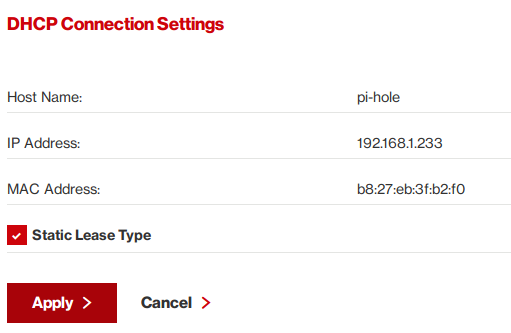 DHCP Connection Settings
Host Name: pi-hole
IP Address: 192.168.1.233
MAC Address: b8:27:eb:3f:b2:f0
Static Lease Type
Apply Cancel